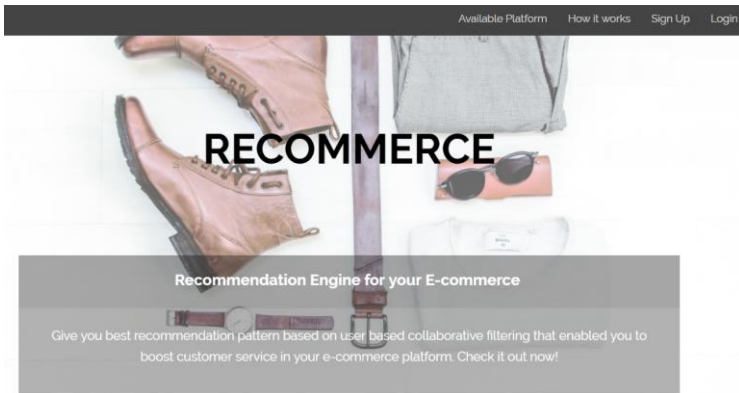 Available Platform How it works Sign Up Login
RECOMMERCE
Recommendation Engine for your E-commerce
Give you best recommendation pattern based on user based collaborative filtering that enabled you to
boost customer service in your e-commerce platform. Check it out now!